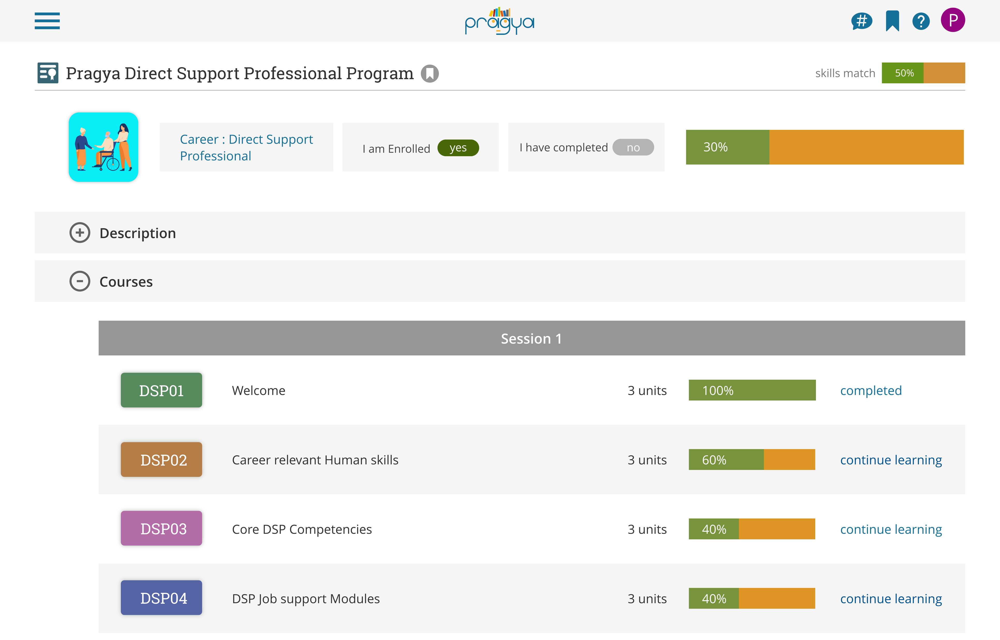 pragya
#
?
P
Pragya Direct Support Professional Program
skills match 50%
Career : Direct Support
Professional
I am Enrolled yes
I have completed no
30%
Description
Courses
Session 1
DSP01 Welcome 3 units 100% completed
DSP02 Career relevant Human skills 3 units 60% continue learning
DSP03 Core DSP Competencies 3 units 40% continue learning
DSP04 DSP Job support Modules 3 units 40% continue learning